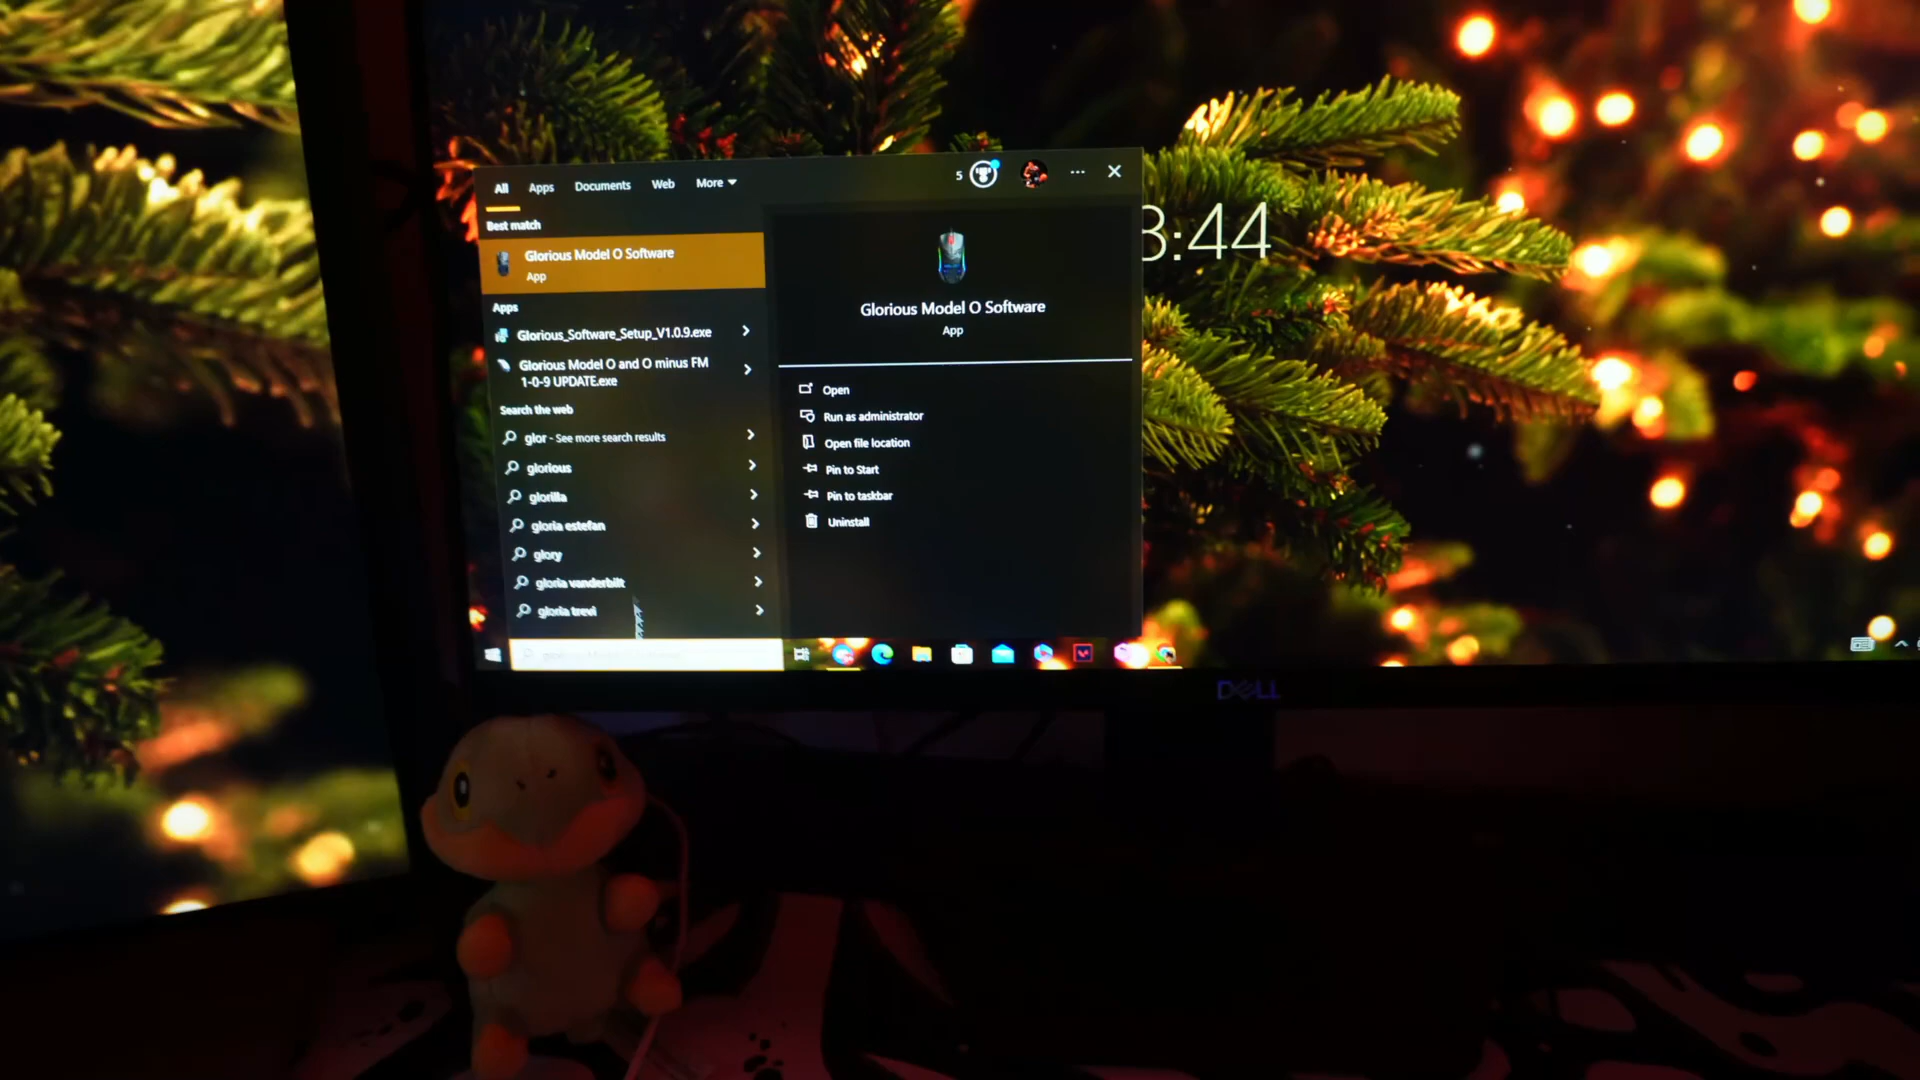 All Apps Documents Web More
5
Best match
Glorious Model O Software
App
Apps
Glorious_Software_Setup_V1.0.9.exe
Glorious Model O and O minus FM
1-0-9 UPDATE.exe
Search the web
glor - See more search results
glorious
glorilla
gloria estefan
glory
gloria vanderbilt
gloria trevi
Glorious Model O Software
App
Open
Run as administrator
Open file location
Pin to Start
Pin to taskbar
Uninstall
3:44
DELL